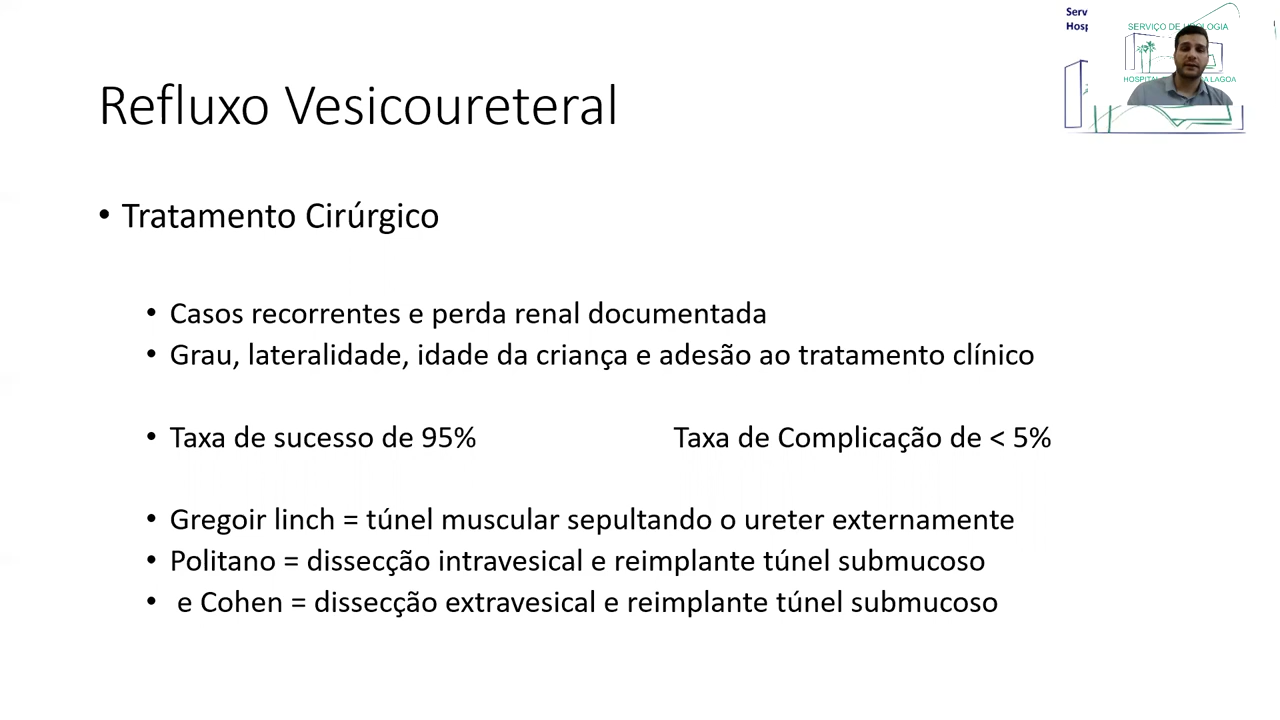 Serv
Hosp
SERVIÇO DE
HOSPITAL
LAGOA
Refluxo Vesicoureteral
• Tratamento Cirúrgico
• Casos recorrentes e perda renal documentada
• Grau, lateralidade, idade da criança e adesão ao tratamento clínico
• Taxa de sucesso de 95% Taxa de Complicação de < 5%
• Gregoir linch = túnel muscular sepultando o ureter externamente
• Politano = dissecção intravesical e reimplante túnel submucoso
• e Cohen = dissecção extravesical e reimplante túnel submucoso